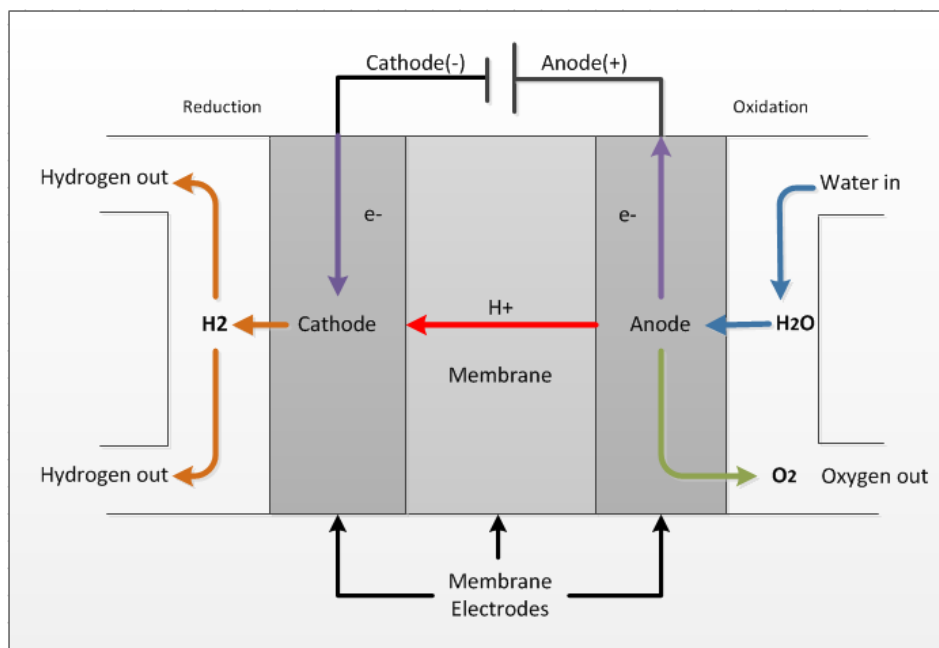 Cathode(-)
Anode(+)
Reduction
Oxidation
Hydrogen out
Water in
e-
e-
H2
Cathode
H+
Anode
H2O
Membrane
Hydrogen out
O2
Oxygen out
Membrane
Electrodes